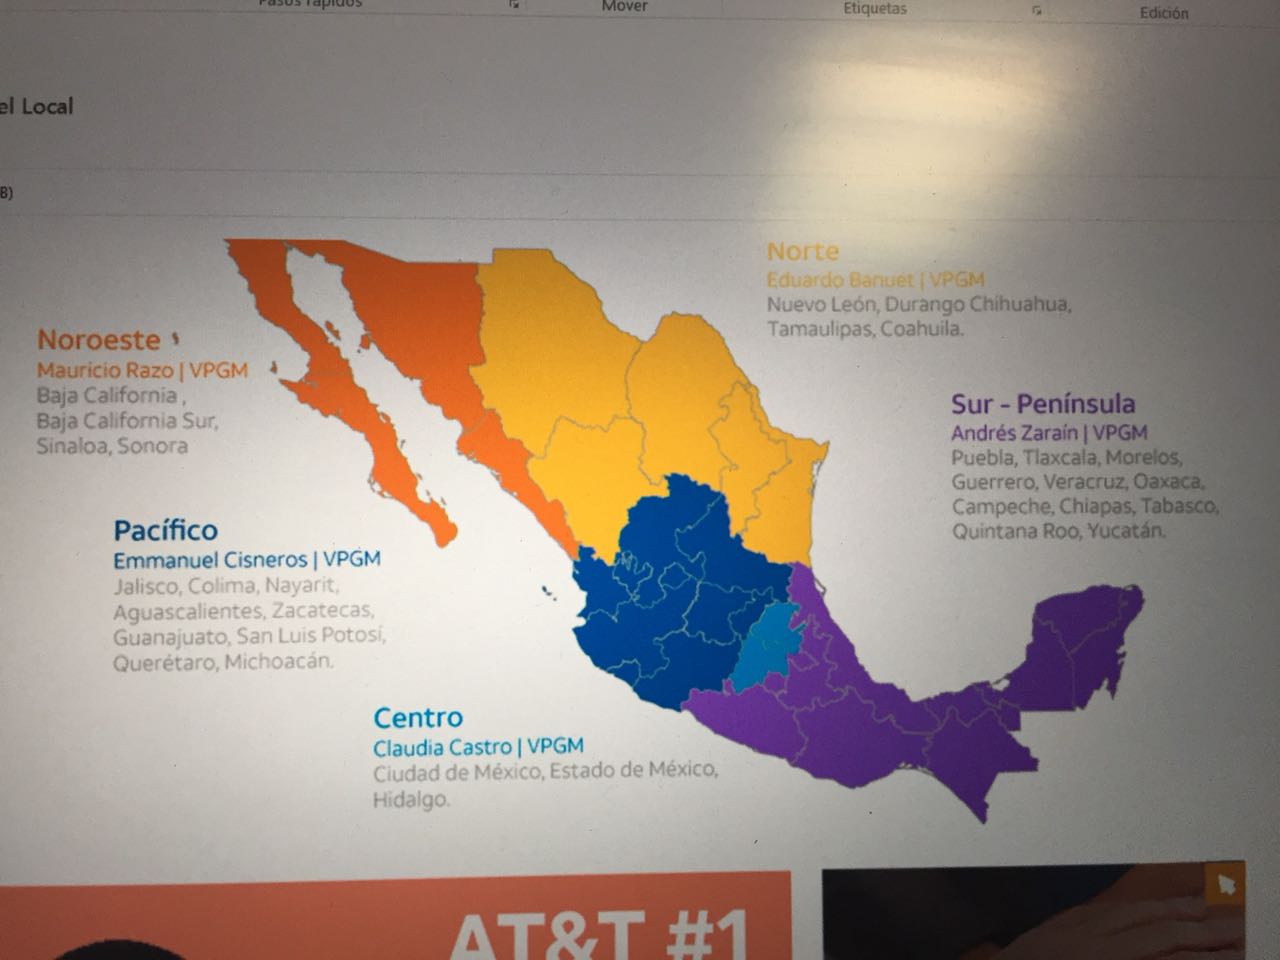 Pasos rápidos
Mover
Etiquetas
Edición
el Local
B)
Norte
Eduardo Banuet | VPGM
Nuevo León, Durango Chihuahua,
Tamaulipas, Coahuila.
Noroeste
Mauricio Razo | VPGM
Baja California ,
Baja California Sur,
Sinaloa, Sonora
Sur - Península
Andrés Zaraín | VPGM
Puebla, Tlaxcala, Morelos,
Guerrero, Veracruz, Oaxaca,
Campeche, Chiapas, Tabasco,
Quintana Roo, Yucatán.
Pacífico
Emmanuel Cisneros | VPGM
Jalisco, Colima, Nayarit,
Aguascalientes, Zacatecas,
Guanajuato, San Luis Potosí,
Querétaro, Michoacán.
Centro
Claudia Castro | VPGM
Ciudad de México, Estado de México,
Hidalgo.
AT&T #1